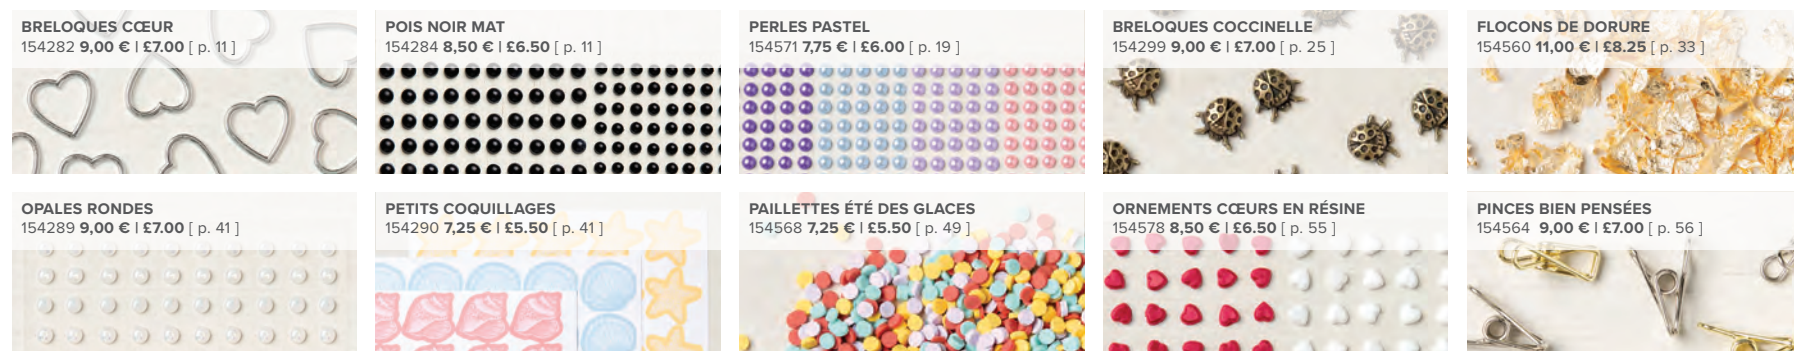 BRELOQUES CŒUR
154282 9,00 € | £7.00 [ p. 11 ]
POIS NOIR MAT
154284 8,50 € | £6.50 [ p. 11 ]
PERLES PASTEL
154571 7,75 € | £6.00 [ p. 19 ]
BRELOQUES COCCINELLE
154299 9,00 € | £7.00 [ p. 25 ]
FLOCONS DE DORURE
154560 11,00 € | £8.25 [ p. 33 ]
OPALES RONDES
154289 9,00 € | £7.00 [ p. 41 ]
PETITS COQUILLAGES
154290 7,25 € | £5.50 [ p. 41 ]
PAILLETTES ÉTÉ DES GLACES
154568 7,25 € | £5.50 [ p. 49 ]
ORNEMENTS CŒURS EN RÉSINE
154578 8,50 € | £6.50 [ p. 55 ]
PINCES BIEN PENSÉES
154564 9,00 € | £7.00 [ p. 56 ]